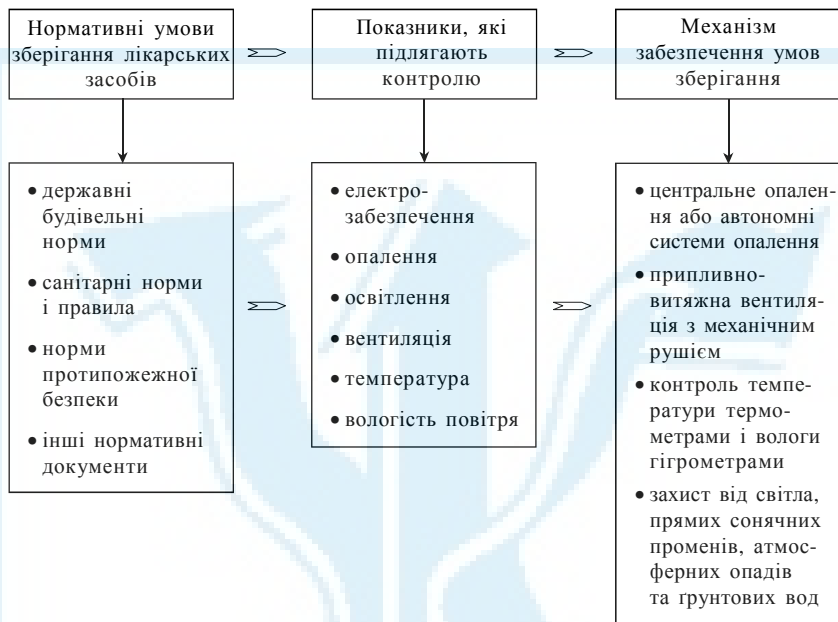 Нормативні умови
зберігання лікарських
засобів
Показники, які
підлягають
контролю
Механізм
забезпечення умов
зберігання
• державні
будівельні
норми
• санітарні норми
і правила
• норми
протипожежної
безпеки
• інші нормативні
документи
• електро-
забезпечення
• опалення
• освітлення
• вентиляція
• температура
• вологість повітря
• центральне опален-
ня або автономні
системи опалення
• припливно-
витяжна вентиля-
ція з механічним
рушієм
• контроль темпе-
ратури термо-
метрами і вологи
гігрометрами
• захист від світла,
прямих сонячних
променів, атмос-
ферних опадів
та ґрунтових вод